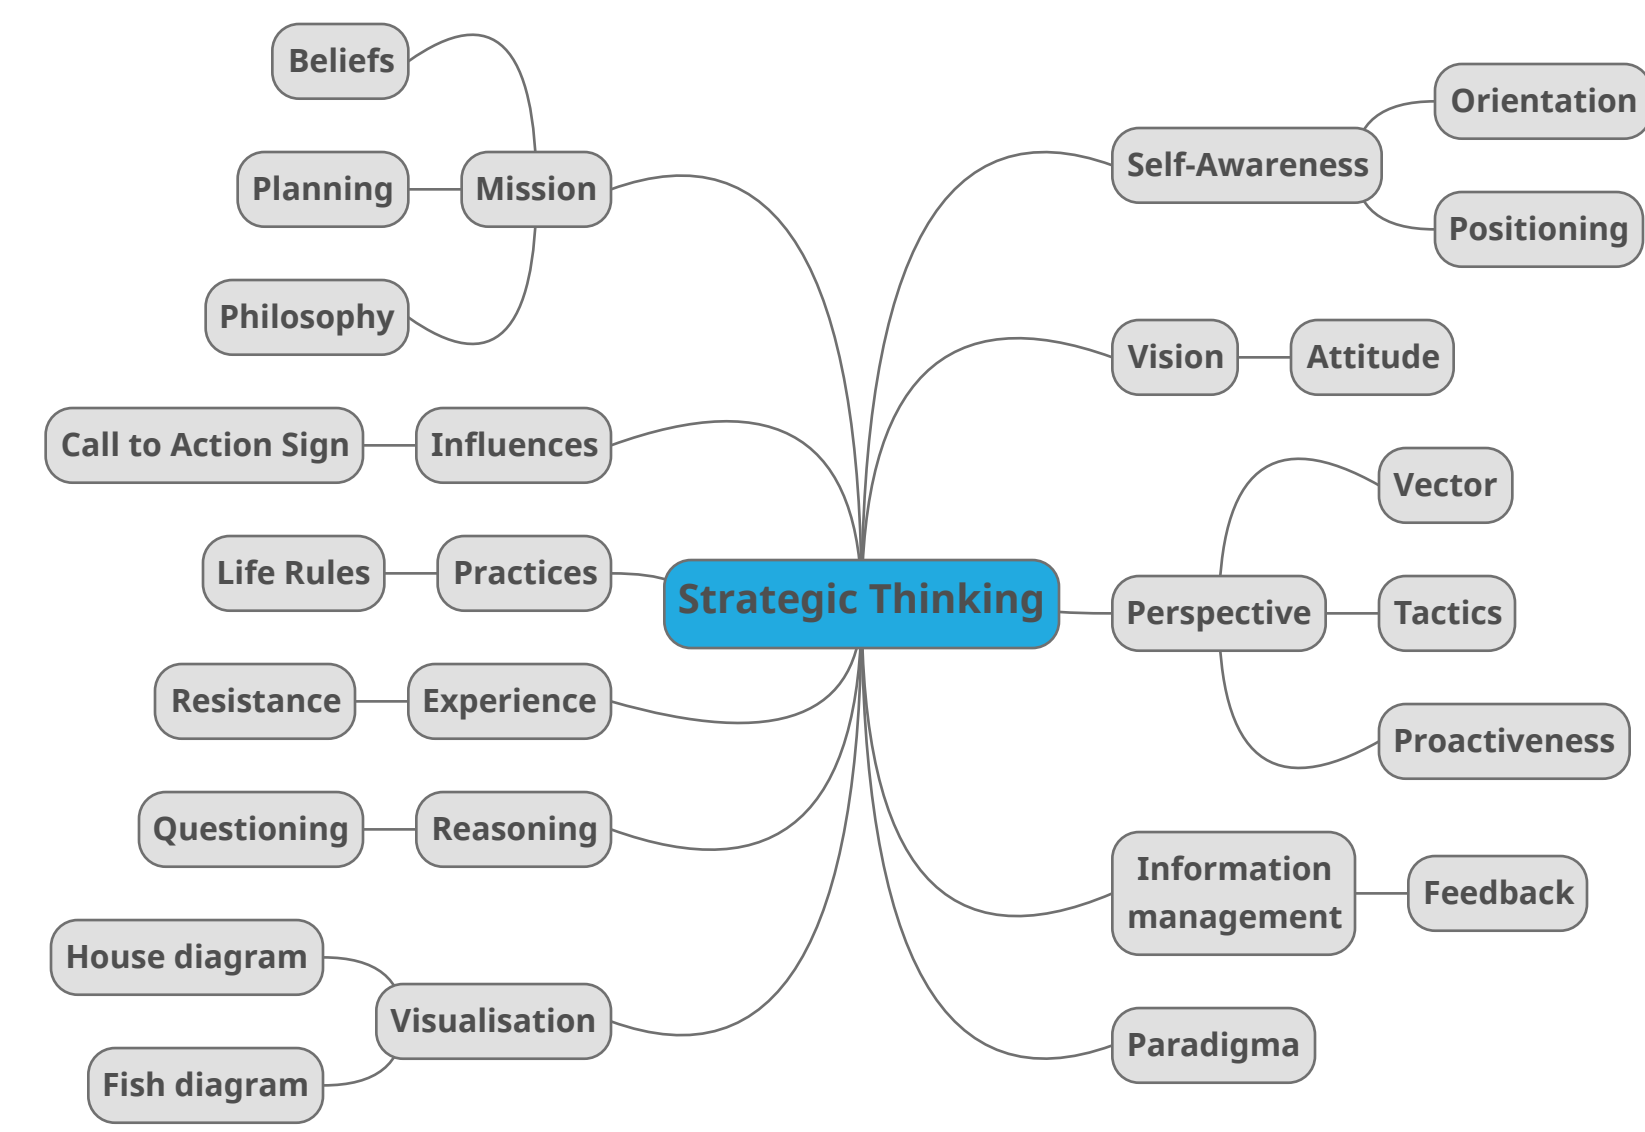 Strategic Thinking
Self-Awareness
Orientation
Positioning
Vision
Attitude
Perspective
Vector
Tactics
Proactiveness
Information
management
Feedback
Paradigma
Mission
Beliefs
Planning
Philosophy
Influences
Call to Action Sign
Practices
Life Rules
Experience
Resistance
Reasoning
Questioning
Visualisation
House diagram
Fish diagram